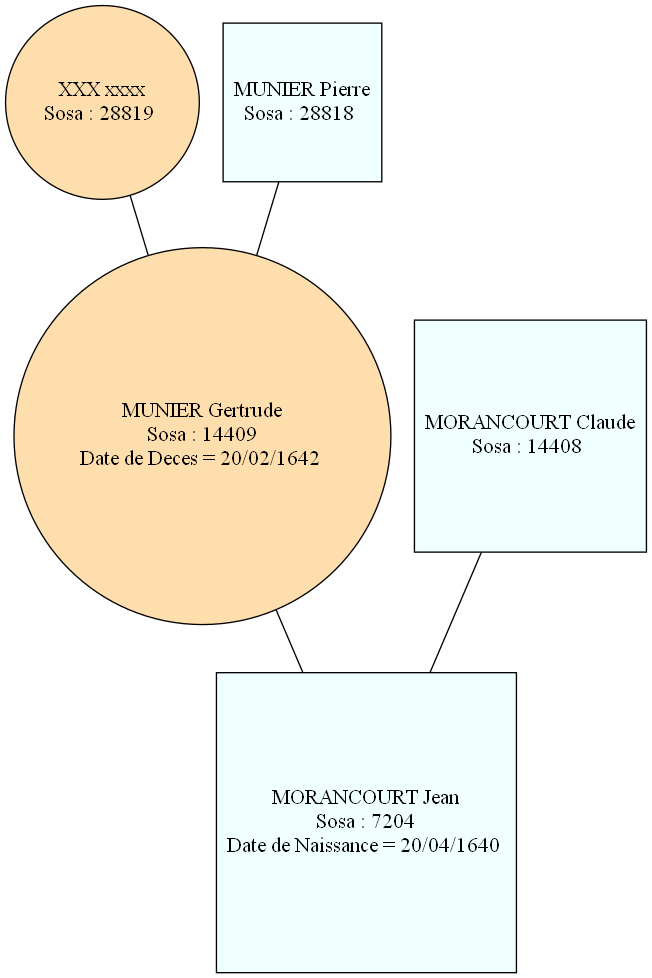 XXX xxxx
Sosa : 28819
MUNIER Pierre
Sosa : 28818
MUNIER Gertrude
Sosa : 14409
Date de Deces = 20/02/1642
MORANCOURT Claude
Sosa : 14408
MORANCOURT Jean
Sosa : 7204
Date de Naissance = 20/04/1640